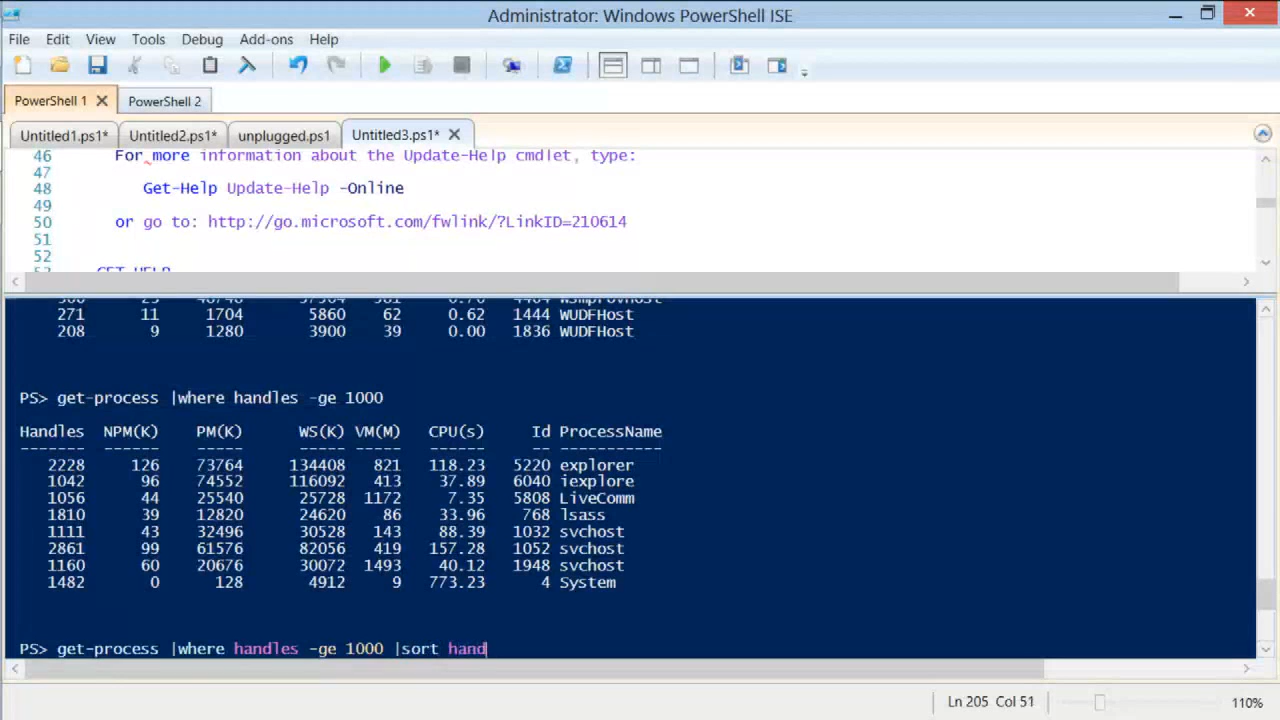 Administrator: Windows PowerShell ISE
File Edit View Tools Debug Add-ons Help
PowerShell 1 PowerShell 2
Untitled1.ps1* Untitled2.ps1* unplugged.ps1 Untitled3.ps1*
46 For more information about the Update-Help cmdlet, type:
47
48 Get-Help Update-Help -Online
49
50 or go to: http://go.microsoft.com/fwlink/?LinkID=210614
51
52
53 GET-HELP
271 11 1704 5860 62 0.62 1444 WUDFHost
208 9 1280 3900 39 0.00 1836 WUDFHost
PS> get-process |where handles -ge 1000
Handles NPM(K) PM(K) WS(K) VM(M) CPU(s) Id ProcessName
------- ------ ----- ----- ----- ------ -- -----------
2228 126 73764 134408 821 118.23 5220 explorer
1042 96 74552 116092 413 37.89 6040 iexplore
1056 44 25540 25728 1172 7.35 5808 LiveComm
1810 39 12820 24620 86 33.96 768 lsass
1111 43 32496 30528 143 88.39 1032 svchost
2861 99 61576 82056 419 157.28 1052 svchost
1160 60 20676 30072 1493 40.12 1948 svchost
1482 0 128 4912 9 773.23 4 System
PS> get-process |where handles -ge 1000 |sort hand
Ln 205 Col 51 110%